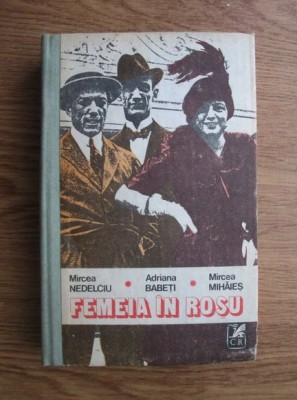 Mircea NEDELCIU • Adriana BABEȚI • Mircea MIHĂIEȘ
FEMEIA ÎN ROȘU
CR